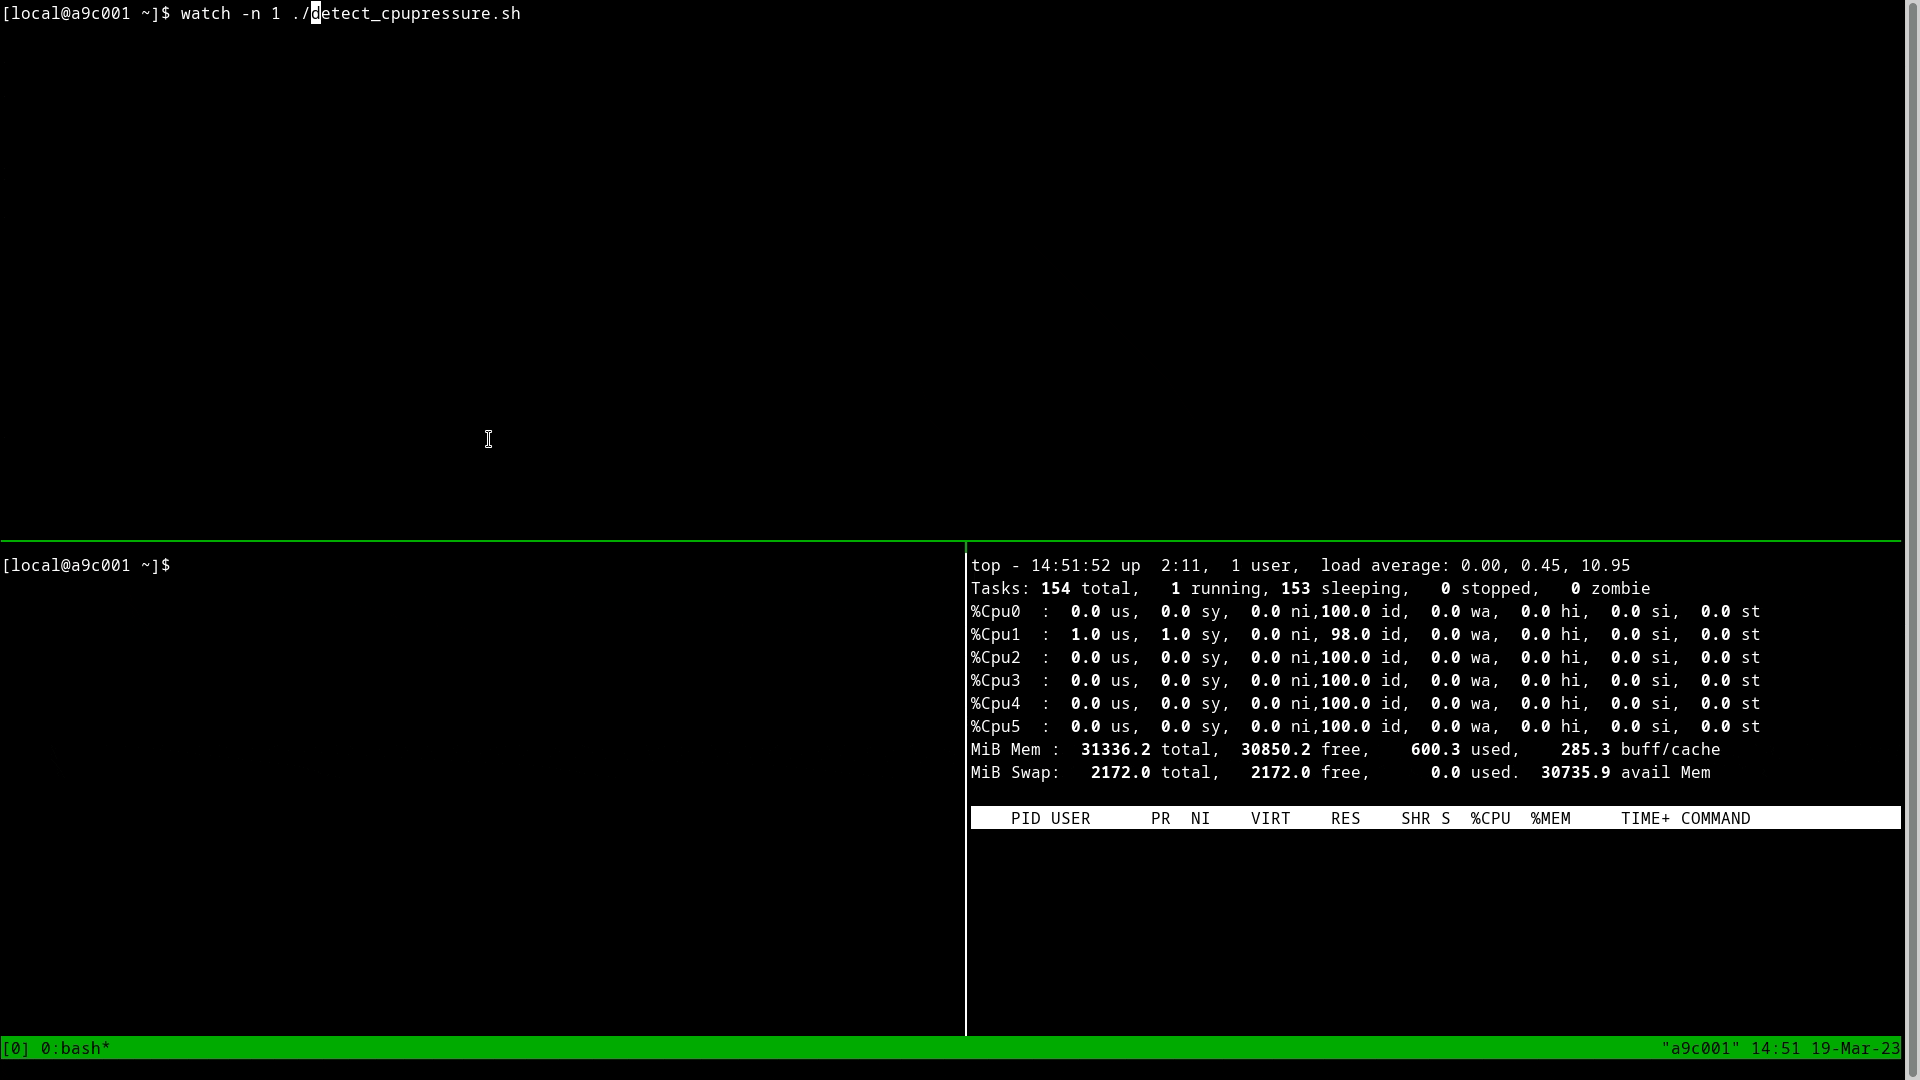 [local@a9c001 ~]$ watch -n 1 ./detect_cpupressure.sh
[local@a9c001 ~]$
top - 14:51:52 up  2:11,  1 user,  load average: 0.00, 0.45, 10.95
Tasks: 154 total,   1 running, 153 sleeping,   0 stopped,   0 zombie
%Cpu0  :  0.0 us,  0.0 sy,  0.0 ni,100.0 id,  0.0 wa,  0.0 hi,  0.0 si,  0.0 st
%Cpu1  :  1.0 us,  1.0 sy,  0.0 ni, 98.0 id,  0.0 wa,  0.0 hi,  0.0 si,  0.0 st
%Cpu2  :  0.0 us,  0.0 sy,  0.0 ni,100.0 id,  0.0 wa,  0.0 hi,  0.0 si,  0.0 st
%Cpu3  :  0.0 us,  0.0 sy,  0.0 ni,100.0 id,  0.0 wa,  0.0 hi,  0.0 si,  0.0 st
%Cpu4  :  0.0 us,  0.0 sy,  0.0 ni,100.0 id,  0.0 wa,  0.0 hi,  0.0 si,  0.0 st
%Cpu5  :  0.0 us,  0.0 sy,  0.0 ni,100.0 id,  0.0 wa,  0.0 hi,  0.0 si,  0.0 st
MiB Mem :  31336.2 total,  30850.2 free,    600.3 used,    285.3 buff/cache
MiB Swap:   2172.0 total,   2172.0 free,      0.0 used.  30735.9 avail Mem
PID USER      PR  NI    VIRT    RES    SHR S  %CPU  %MEM     TIME+ COMMAND
[0] 0:bash*                    "a9c001" 14:51 19-Mar-23